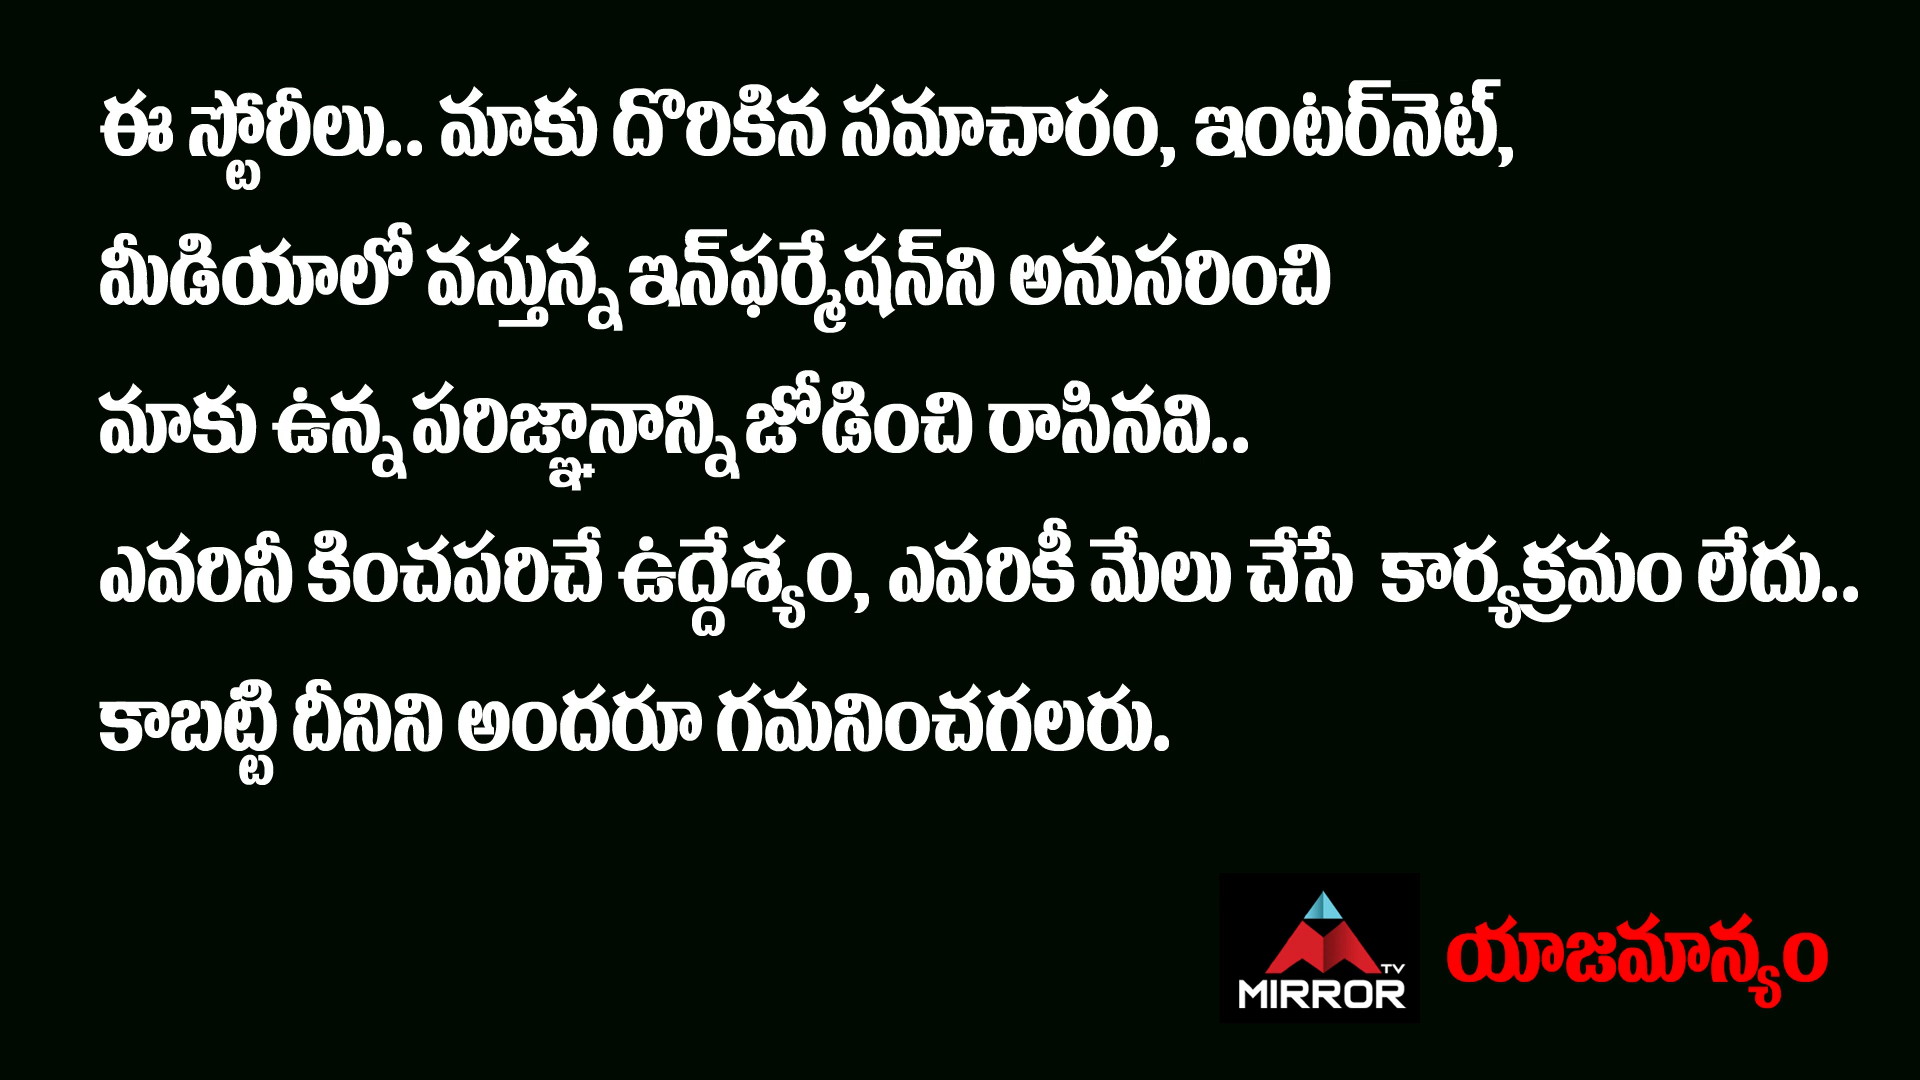 ఈ స్టోరీలు.. మాకు దొరికిన సమాచారం, ఇంటర్‌నెట్,
మీడియాలో వస్తున్న ఇన్‌ఫర్మేషన్‌ని అనుసరించి
మాకు ఉన్న పరిజ్ఞానాన్ని జోడించి రాసినవి..
ఎవరినీ కించపరిచే ఉద్దేశ్యం, ఎవరికీ మేలు చేసే కార్యక్రమం లేదు..
కాబట్టి దీనిని అందరూ గమనించగలరు.
TV
MIRROR
యాజమాన్యం